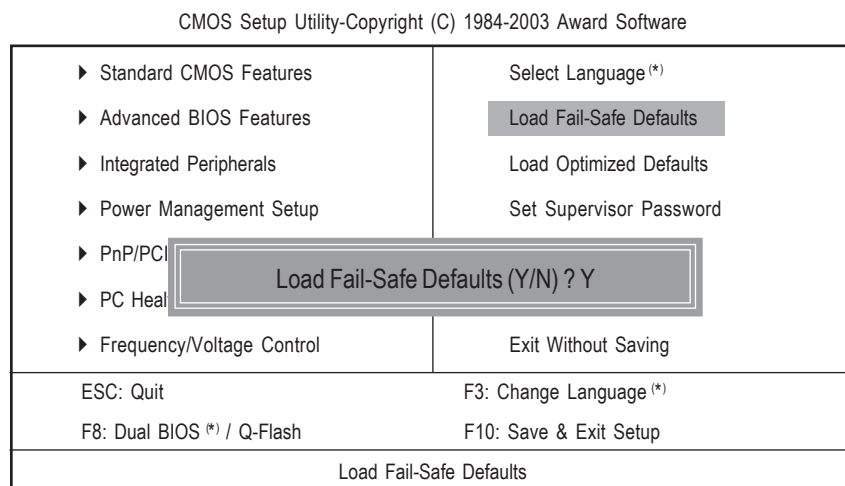 CMOS Setup Utility-Copyright (C) 1984-2003 Award Software
▶ Standard CMOS Features
▶ Advanced BIOS Features
▶ Integrated Peripherals
▶ Power Management Setup
▶ PnP/PCI
▶ PC Heal
▶ Frequency/Voltage Control
Select Language (*)
Load Fail-Safe Defaults
Load Optimized Defaults
Set Supervisor Password
Load Fail-Safe Defaults (Y/N) ? Y
Exit Without Saving
ESC: Quit
F3: Change Language (*)
F8: Dual BIOS (*) / Q-Flash
F10: Save & Exit Setup
Load Fail-Safe Defaults